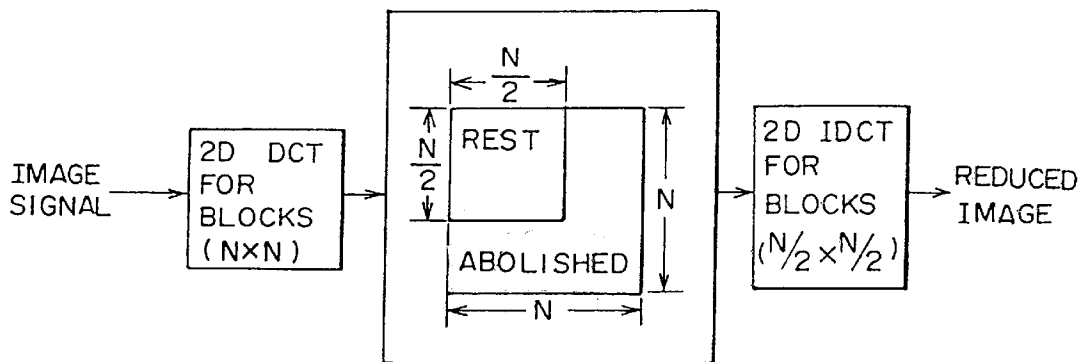 IMAGE
SIGNAL
2D DCT
FOR
BLOCKS
(N×N)
N/2
N/2
REST
N
ABOLISHED
N
2D IDCT
FOR
BLOCKS
(N/2×N/2)
REDUCED
IMAGE